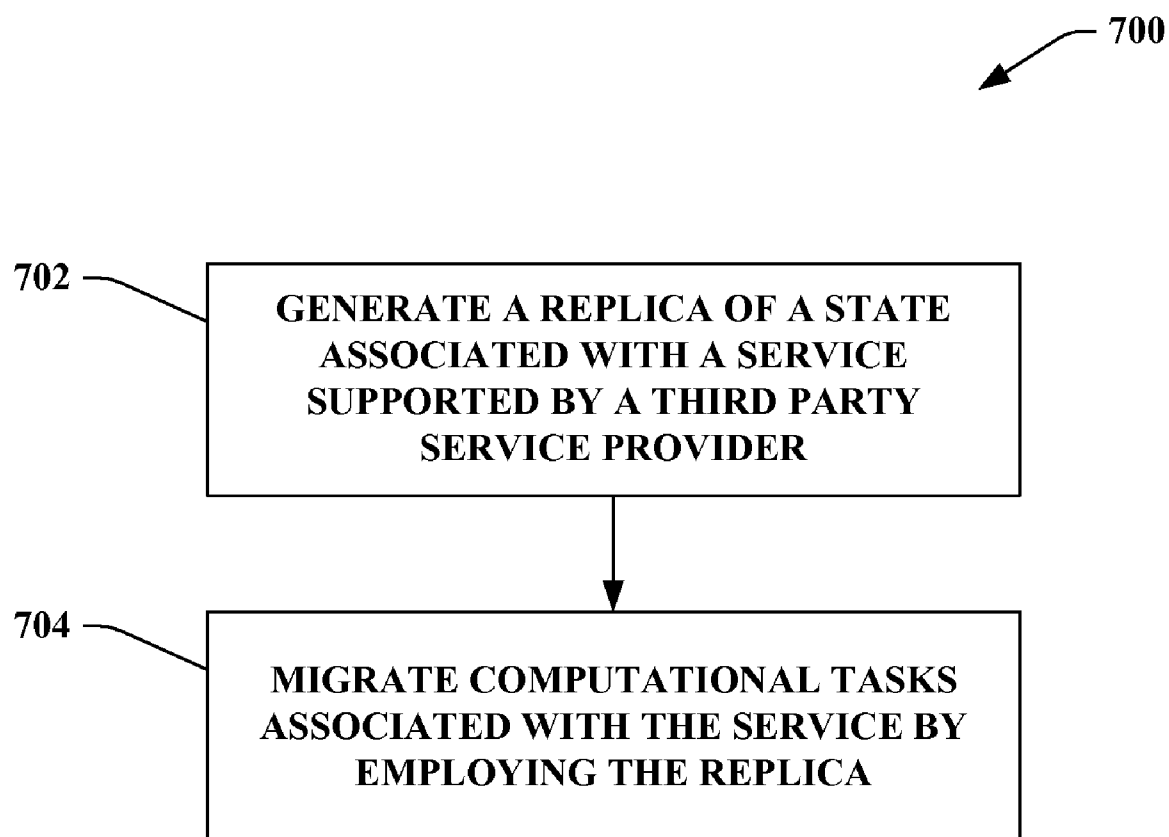 700
702
GENERATE A REPLICA OF A STATE
ASSOCIATED WITH A SERVICE
SUPPORTED BY A THIRD PARTY
SERVICE PROVIDER
704
MIGRATE COMPUTATIONAL TASKS
ASSOCIATED WITH THE SERVICE BY
EMPLOYING THE REPLICA